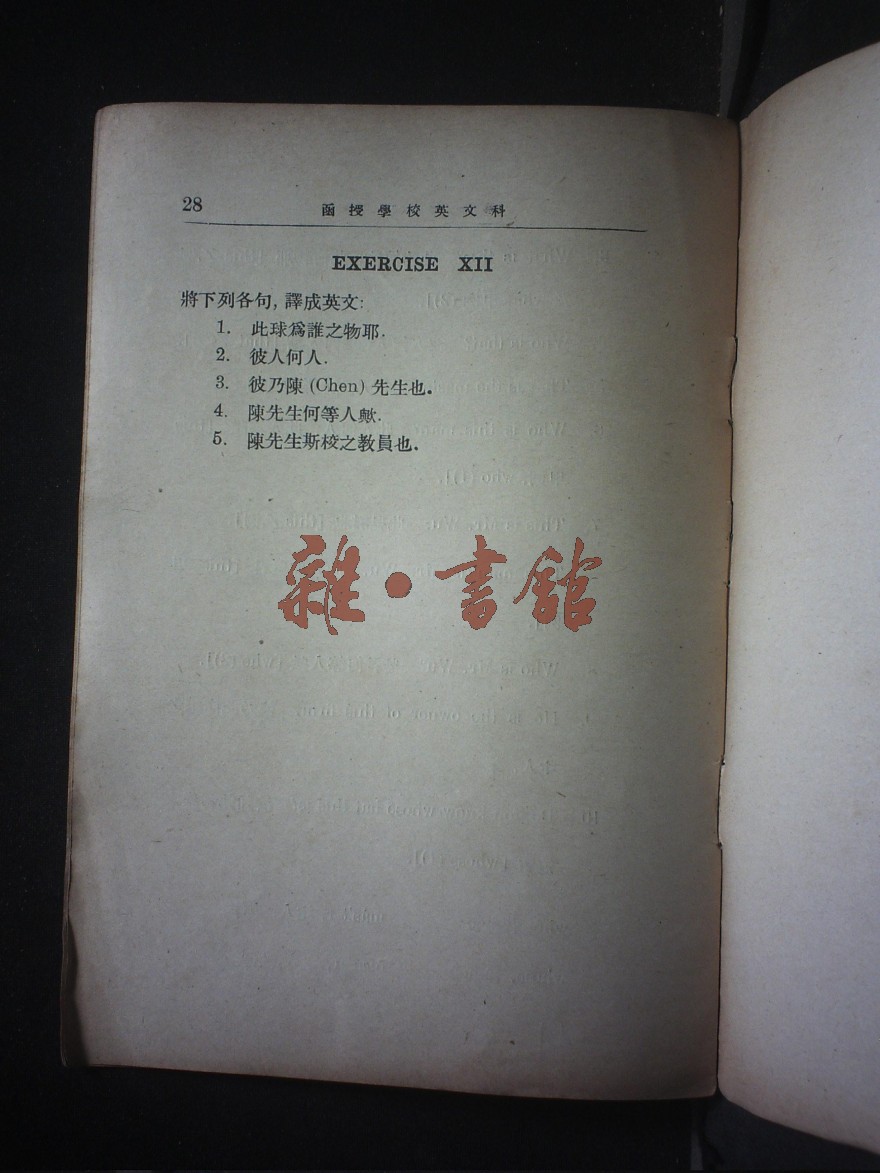 28
函授學校英文科
EXERCISE XII
將下列各句, 譯成英文:
1. 此球爲誰之物耶.
2. 彼人何人.
3. 彼乃陳 (Chen) 先生也.
4. 陳先生何等人歟.
5. 陳先生斯校之教員也.
雜·書館